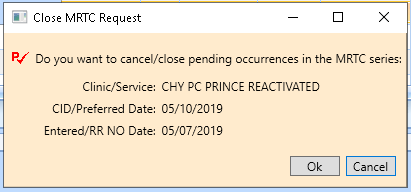 Close MRTC Request
Do you want to cancel/close pending occurrences in the MRTC series:
Clinic/Service: CHY PC PRINCE REACTIVATED
CID/Preferred Date: 05/10/2019
Entered/RR NO Date: 05/07/2019
Ok Cancel